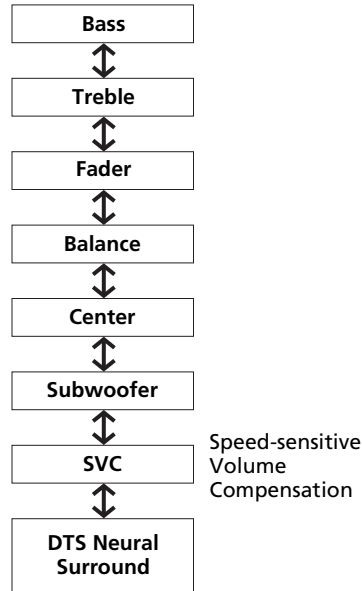 Bass
Treble
Fader
Balance
Center
Subwoofer
SVC
Speed-sensitive
Volume
Compensation
DTS Neural
Surround